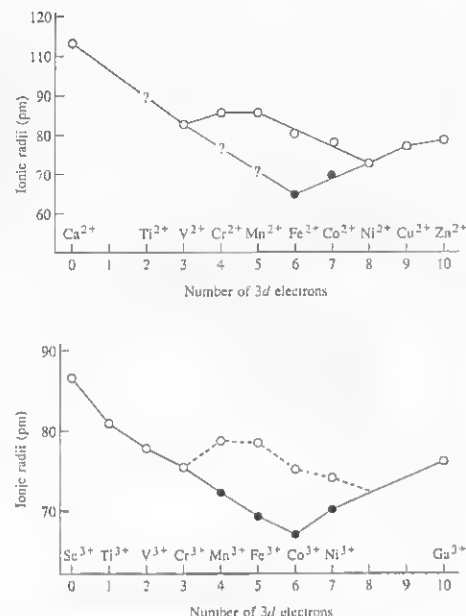 120
110
100
90
80
70
60
Ionic radii (pm)
?
?
?
Ca2+ Ti2+ V2+ Cr2+ Mn2+ Fe2+ Co2+ Ni2+ Cu2+ Zn2+
0 1 2 3 4 5 6 7 8 9 10
Number of 3d electrons
90
80
70
Ionic radii (pm)
Sc3+ Ti3+ V3+ Cr3+ Mn3+ Fe3+ Co3+ Ni3+ Ga3+
0 1 2 3 4 5 6 7 8 9 10
Number of 3d electrons